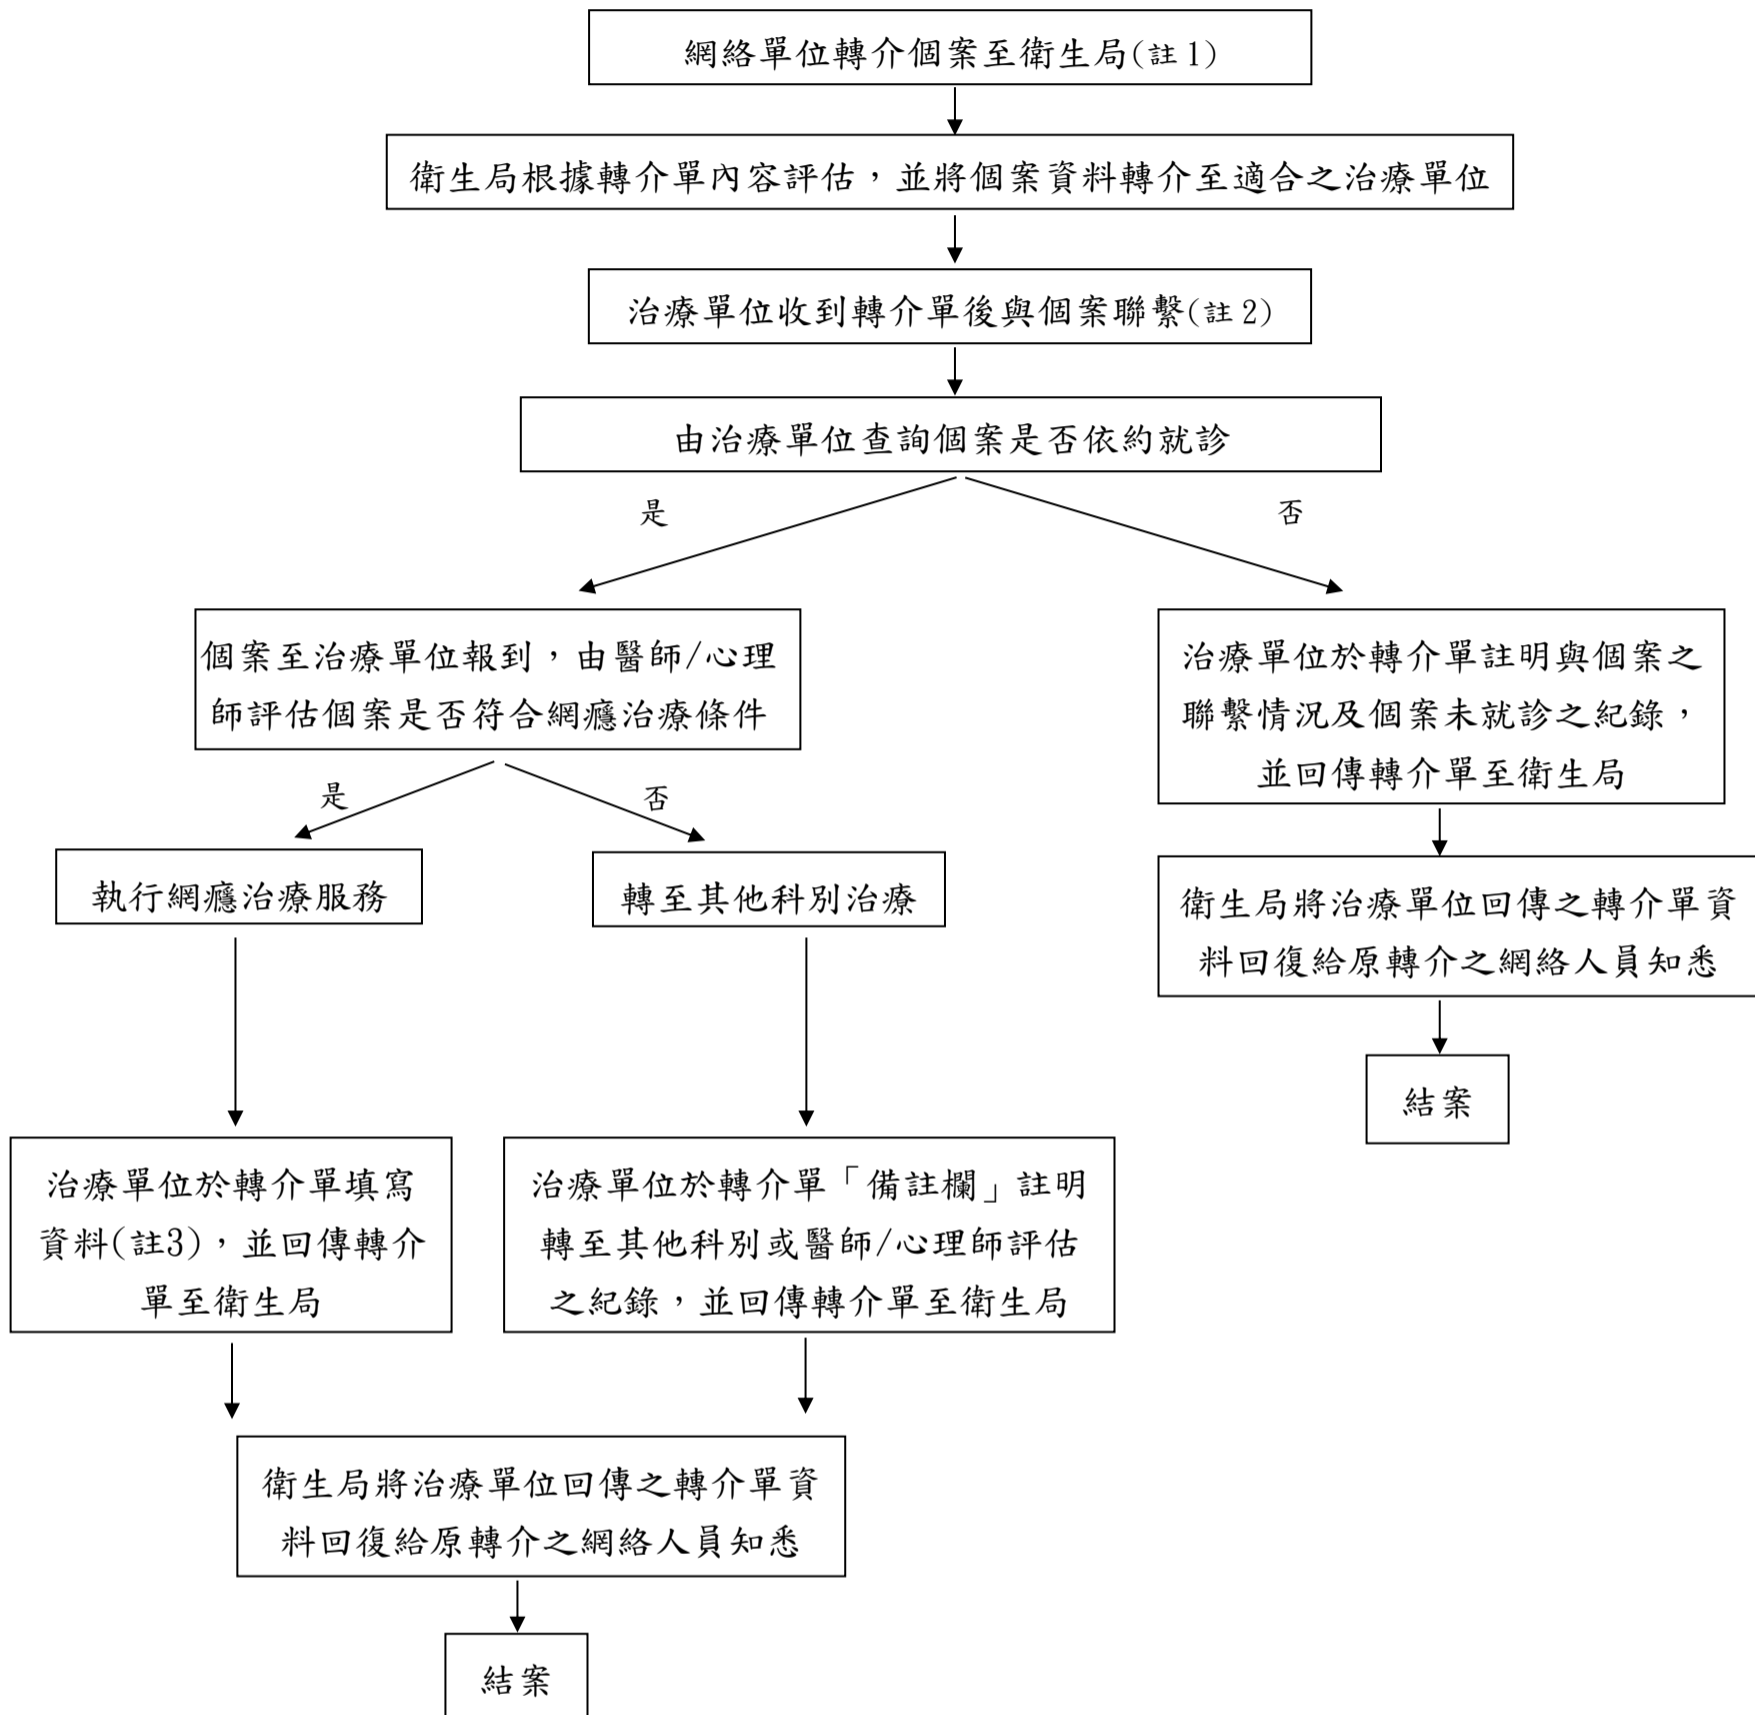 網絡單位轉介個案至衛生局(註1)
衛生局根據轉介單內容評估，並將個案資料轉介至適合之治療單位
治療單位收到轉介單後與個案聯繫(註2)
由治療單位查詢個案是否依約就診
是
否
個案至治療單位報到，由醫師/心理
師評估個案是否符合網癮治療條件
治療單位於轉介單註明與個案之
聯繫情況及個案未就診之紀錄，
並回傳轉介單至衛生局
是
否
執行網癮治療服務
轉至其他科別治療
衛生局將治療單位回傳之轉介單資
料回復給原轉介之網絡人員知悉
結案
治療單位於轉介單填寫
資料(註3)，並回傳轉介
單至衛生局
治療單位於轉介單「備註欄」註明
轉至其他科別或醫師/心理師評估
之紀錄，並回傳轉介單至衛生局
衛生局將治療單位回傳之轉介單資
料回復給原轉介之網絡人員知悉
結案